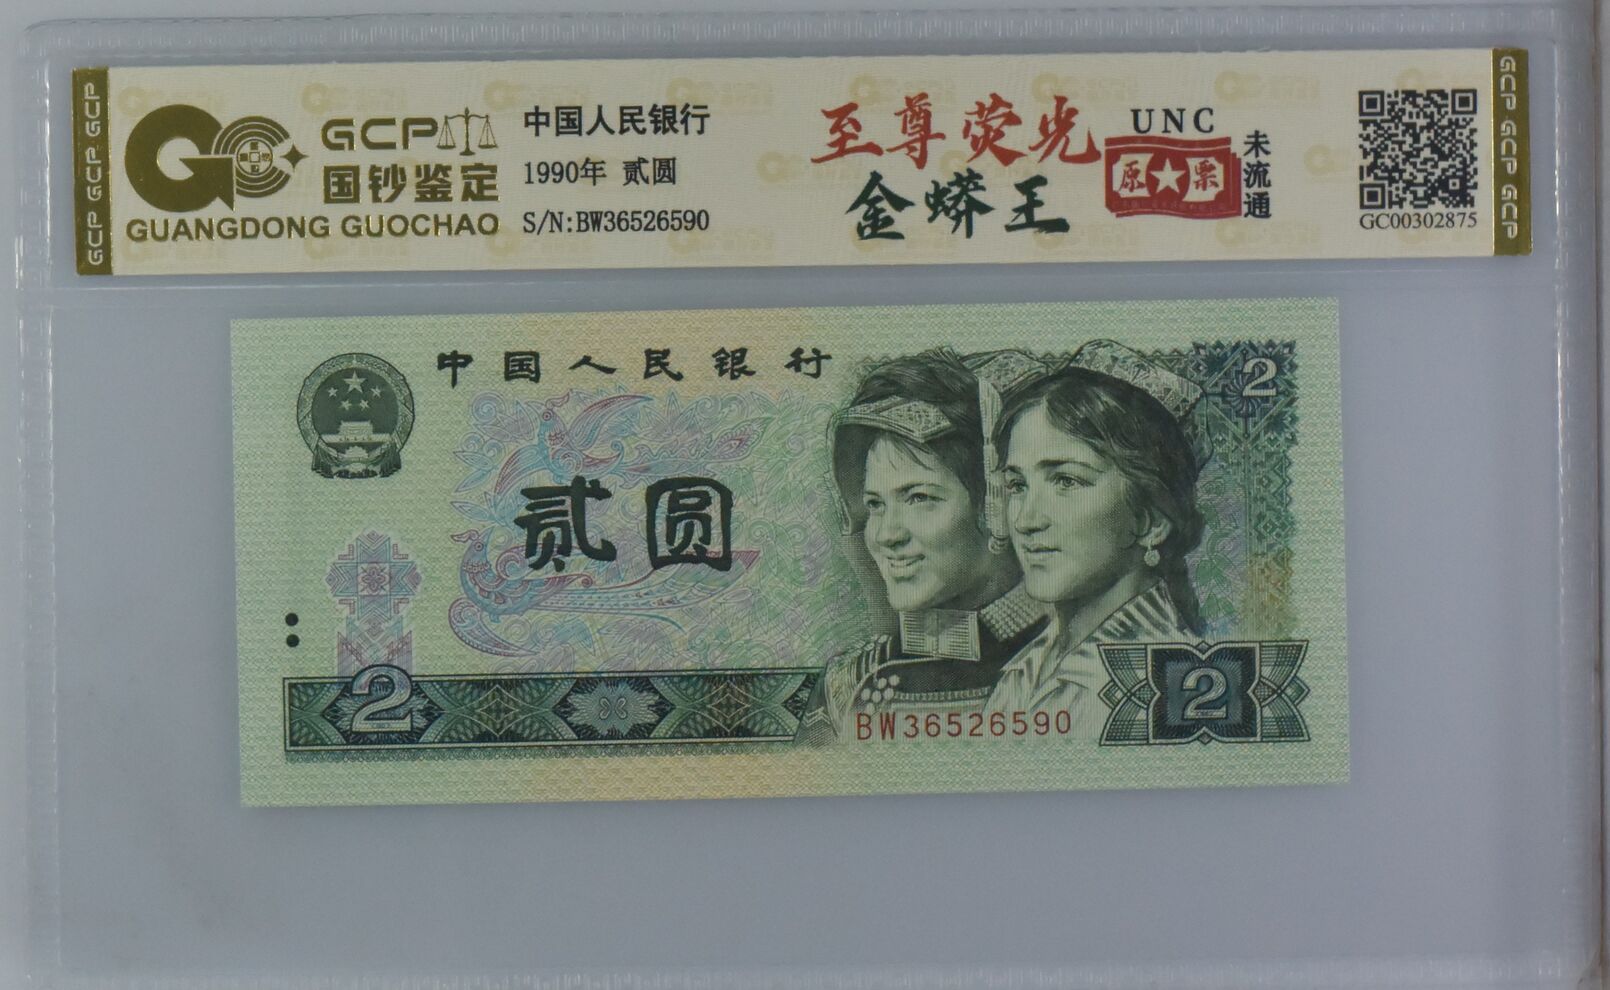 GCP GCP GCP
GCP
国钞鉴定
GUANGDONG GUOCHAO
中国人民银行
1990年 贰圆
S/N:BW36526590
至尊荧光
金蟒王
UNC
原★票
未流通
GC00302875
GCP GCP GCP
中国人民银行
2
贰圆
2
BW36526590
2